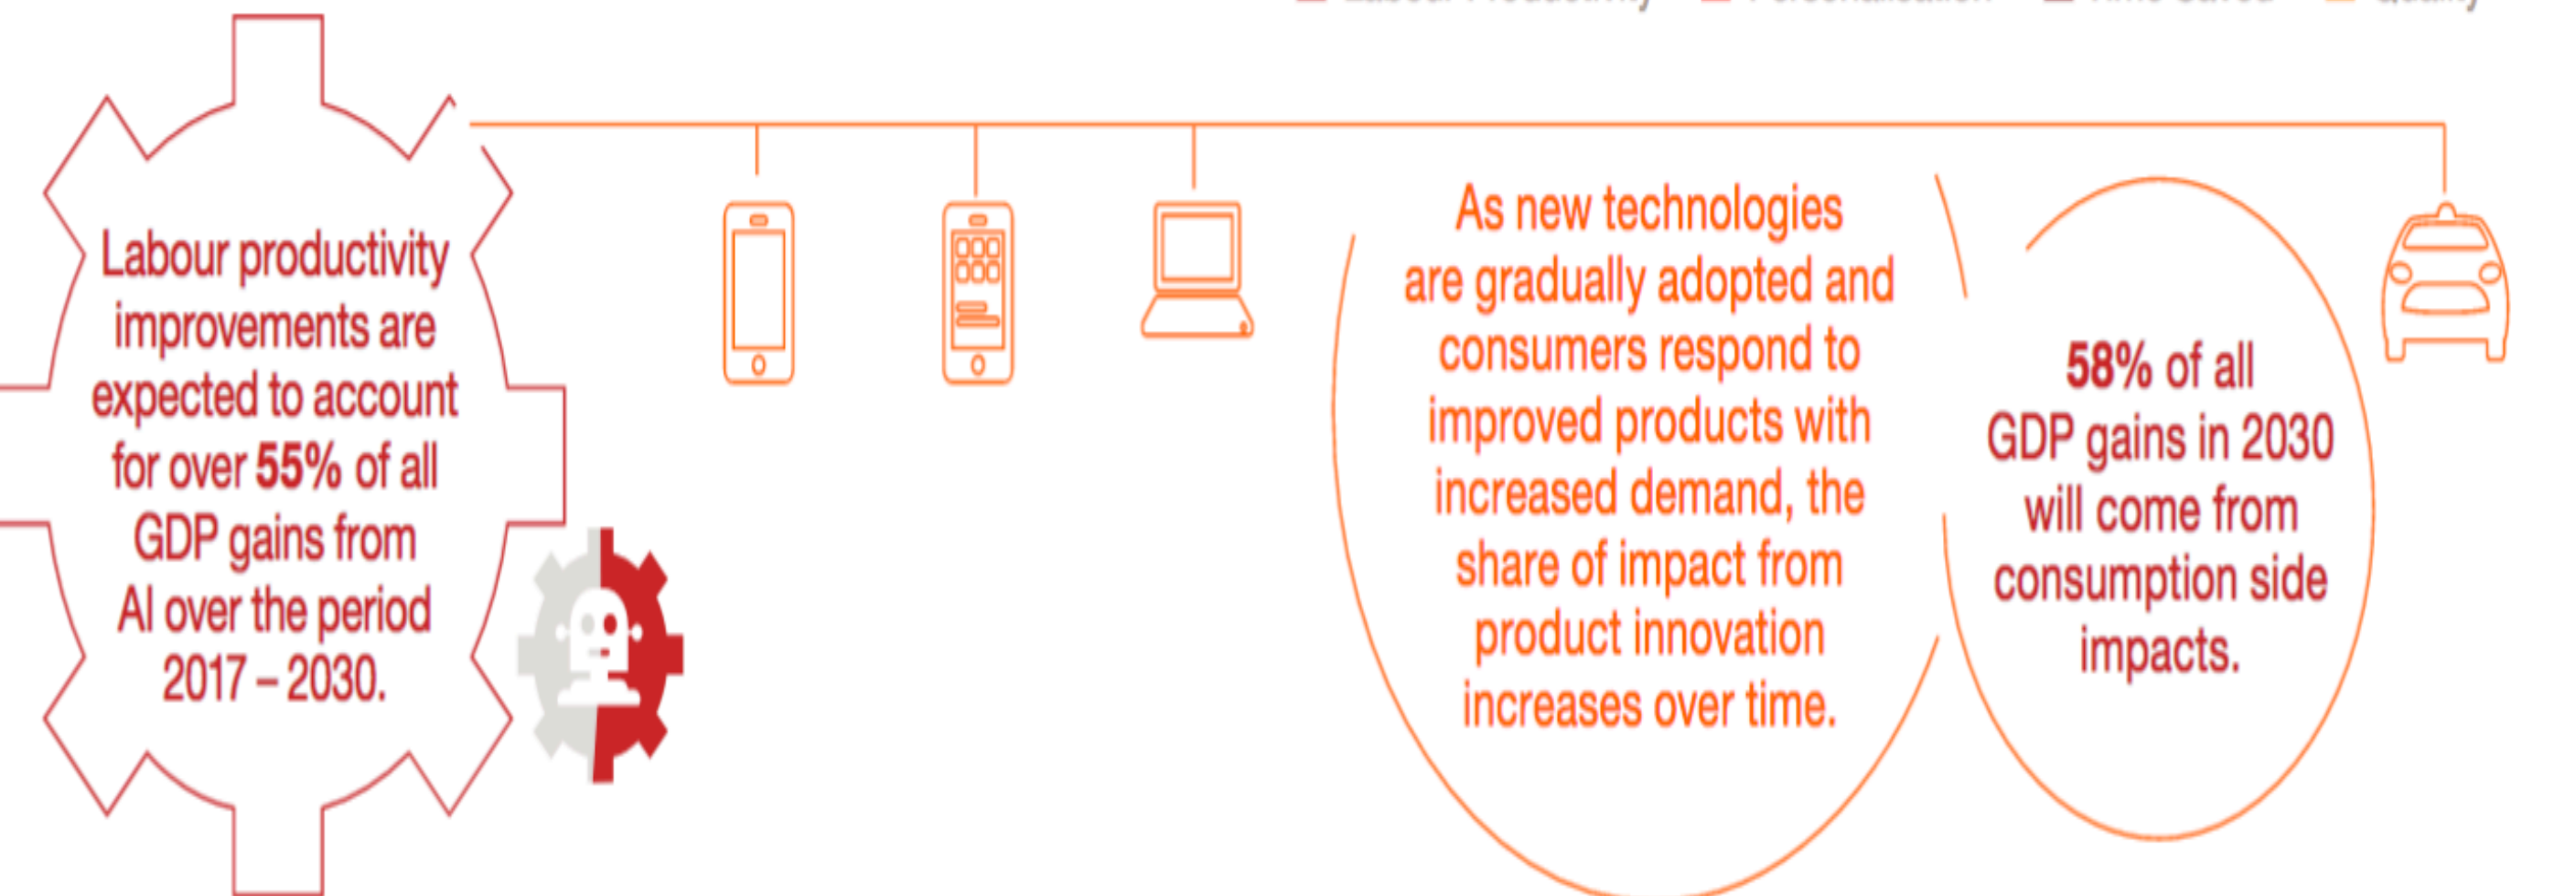 Labour productivity
improvements are
expected to account
for over 55% of all
GDP gains from
AI over the period
2017 – 2030.
As new technologies
are gradually adopted and
consumers respond to
improved products with
increased demand, the
share of impact from
product innovation
increases over time.
58% of all
GDP gains in 2030
will come from
consumption side
impacts.